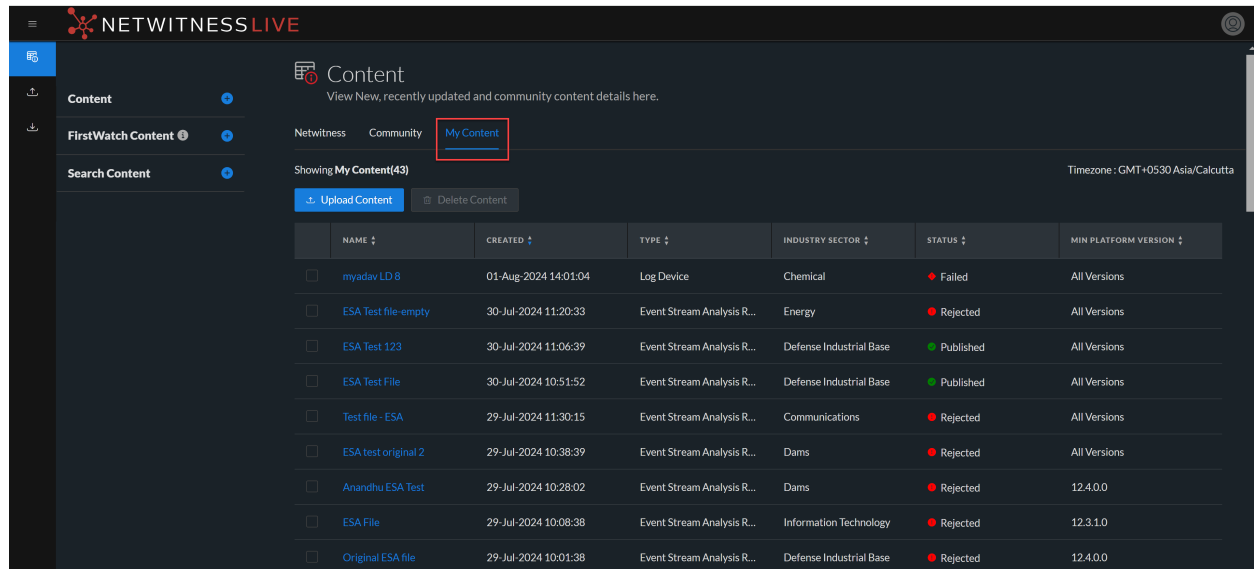 NETWITNESS LIVE
Content
FirstWatch Content
Search Content
Content
View New, recently updated and community content details here.
Netwitness Community My Content
Showing My Content(43) Timezone : GMT+0530 Asia/Calcutta
Upload Content Delete Content
NAME CREATED TYPE INDUSTRY SECTOR STATUS MIN PLATFORM VERSION
myadav LD 8 01-Aug-2024 14:01:04 Log Device Chemical Failed All Versions
ESA Test file-empty 30-Jul-2024 11:20:33 Event Stream Analysis R... Energy Rejected All Versions
ESA Test 123 30-Jul-2024 11:06:39 Event Stream Analysis R... Defense Industrial Base Published All Versions
ESA Test File 30-Jul-2024 10:51:52 Event Stream Analysis R... Defense Industrial Base Published All Versions
Test file - ESA 29-Jul-2024 11:30:15 Event Stream Analysis R... Communications Rejected All Versions
ESA test original 2 29-Jul-2024 10:38:39 Event Stream Analysis R... Dams Rejected All Versions
Anandhu ESA Test 29-Jul-2024 10:28:02 Event Stream Analysis R... Dams Rejected 12.4.0.0
ESA File 29-Jul-2024 10:08:38 Event Stream Analysis R... Information Technology Rejected 12.3.1.0
Original ESA file 29-Jul-2024 10:01:38 Event Stream Analysis R... Defense Industrial Base Rejected 12.4.0.0